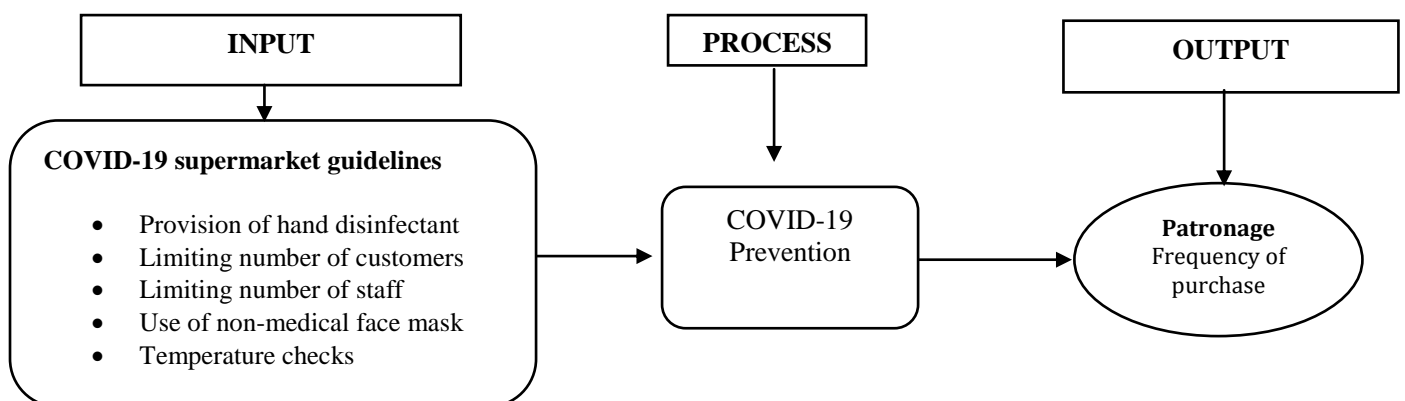 INPUT
PROCESS
OUTPUT
COVID-19 supermarket guidelines
• Provision of hand disinfectant
• Limiting number of customers
• Limiting number of staff
• Use of non-medical face mask
• Temperature checks
COVID-19
Prevention
Patronage
Frequency of
purchase